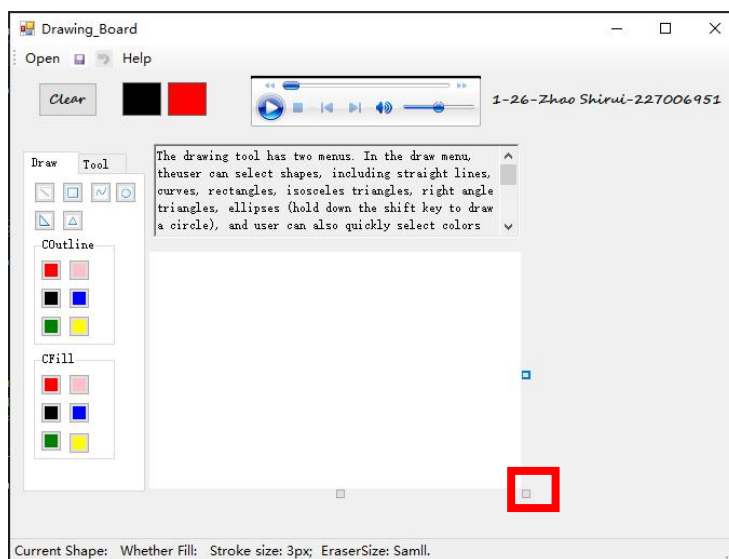 Drawing_Board
Open Help
Clear
1-26-Zhao Shirui-227006951
Draw Tool
The drawing tool has two menus. In the draw menu,
theuser can select shapes, including straight lines,
curves, rectangles, isosceles triangles, right angle
triangles, ellipses (hold down the shift key to draw
a circle), and user can also quickly select colors
COutline
CFill
Current Shape: Whether Fill: Stroke size: 3px; EraserSize: Samll.